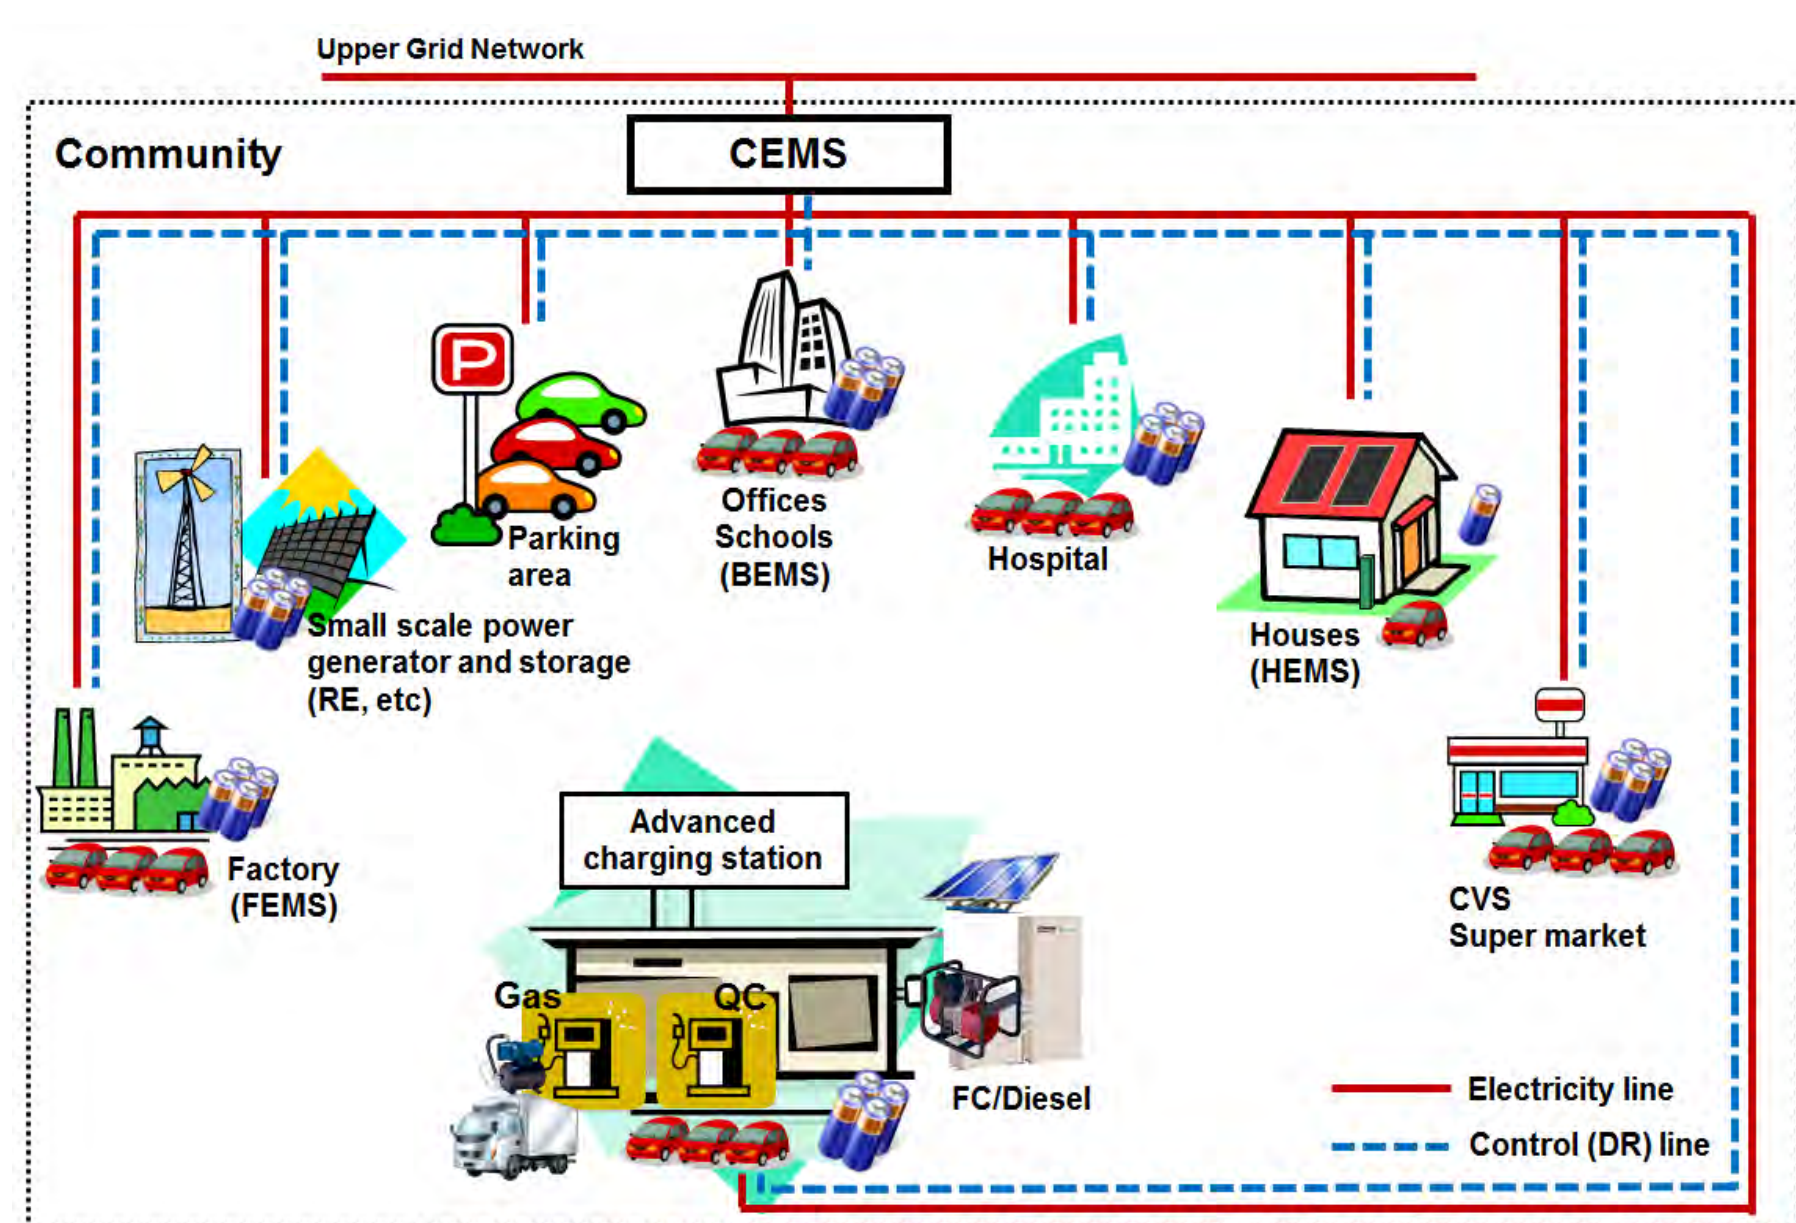 Upper Grid Network
Community
CEMS
P
Parking
area
Offices
Schools
(BEMS)
Hospital
Small scale power
generator and storage
(RE, etc)
Houses
(HEMS)
Factory
(FEMS)
Advanced
charging station
CVS
Super market
Gas
QC
FC/Diesel
Electricity line
Control (DR) line